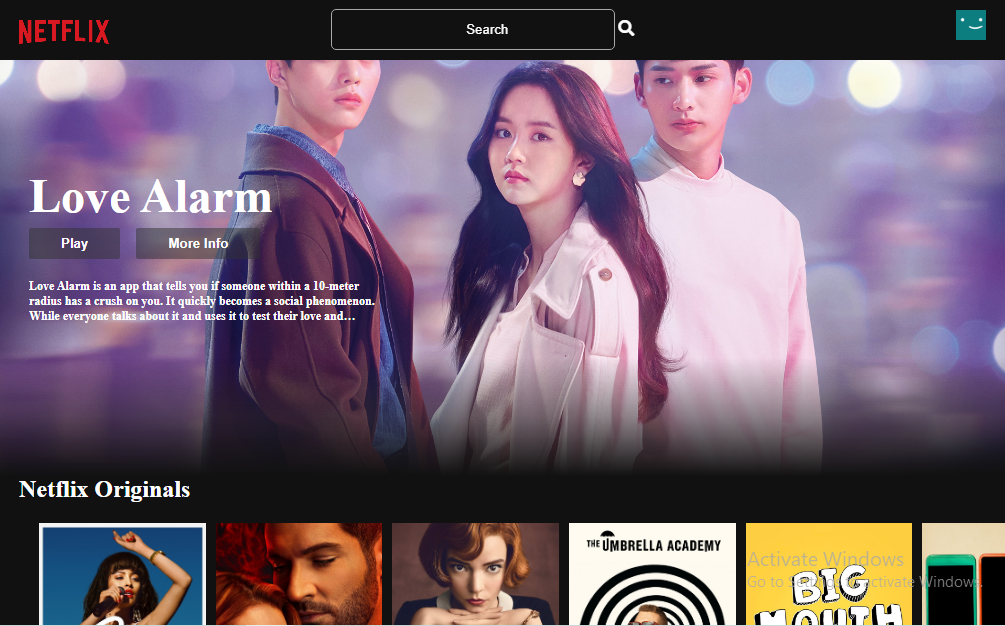 NETFLIX
Search
Love Alarm
Play
More Info
Love Alarm is an app that tells you if someone within a 10-meter
radius has a crush on you. It quickly becomes a social phenomenon.
While everyone talks about it and uses it to test their love and…
Netflix Originals
THE UMBRELLA ACADEMY
BIG
MOUTH
Activate Windows
Go to Settings to activate Windows.